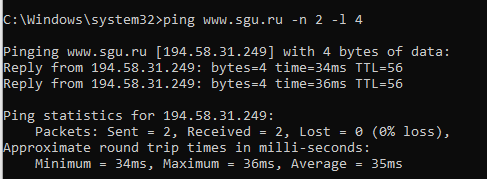 C:\Windows\system32>ping www.sgu.ru -n 2 -l 4
Pinging www.sgu.ru [194.58.31.249] with 4 bytes of data:
Reply from 194.58.31.249: bytes=4 time=34ms TTL=56
Reply from 194.58.31.249: bytes=4 time=36ms TTL=56
Ping statistics for 194.58.31.249:
    Packets: Sent = 2, Received = 2, Lost = 0 (0% loss),
Approximate round trip times in milli-seconds:
    Minimum = 34ms, Maximum = 36ms, Average = 35ms